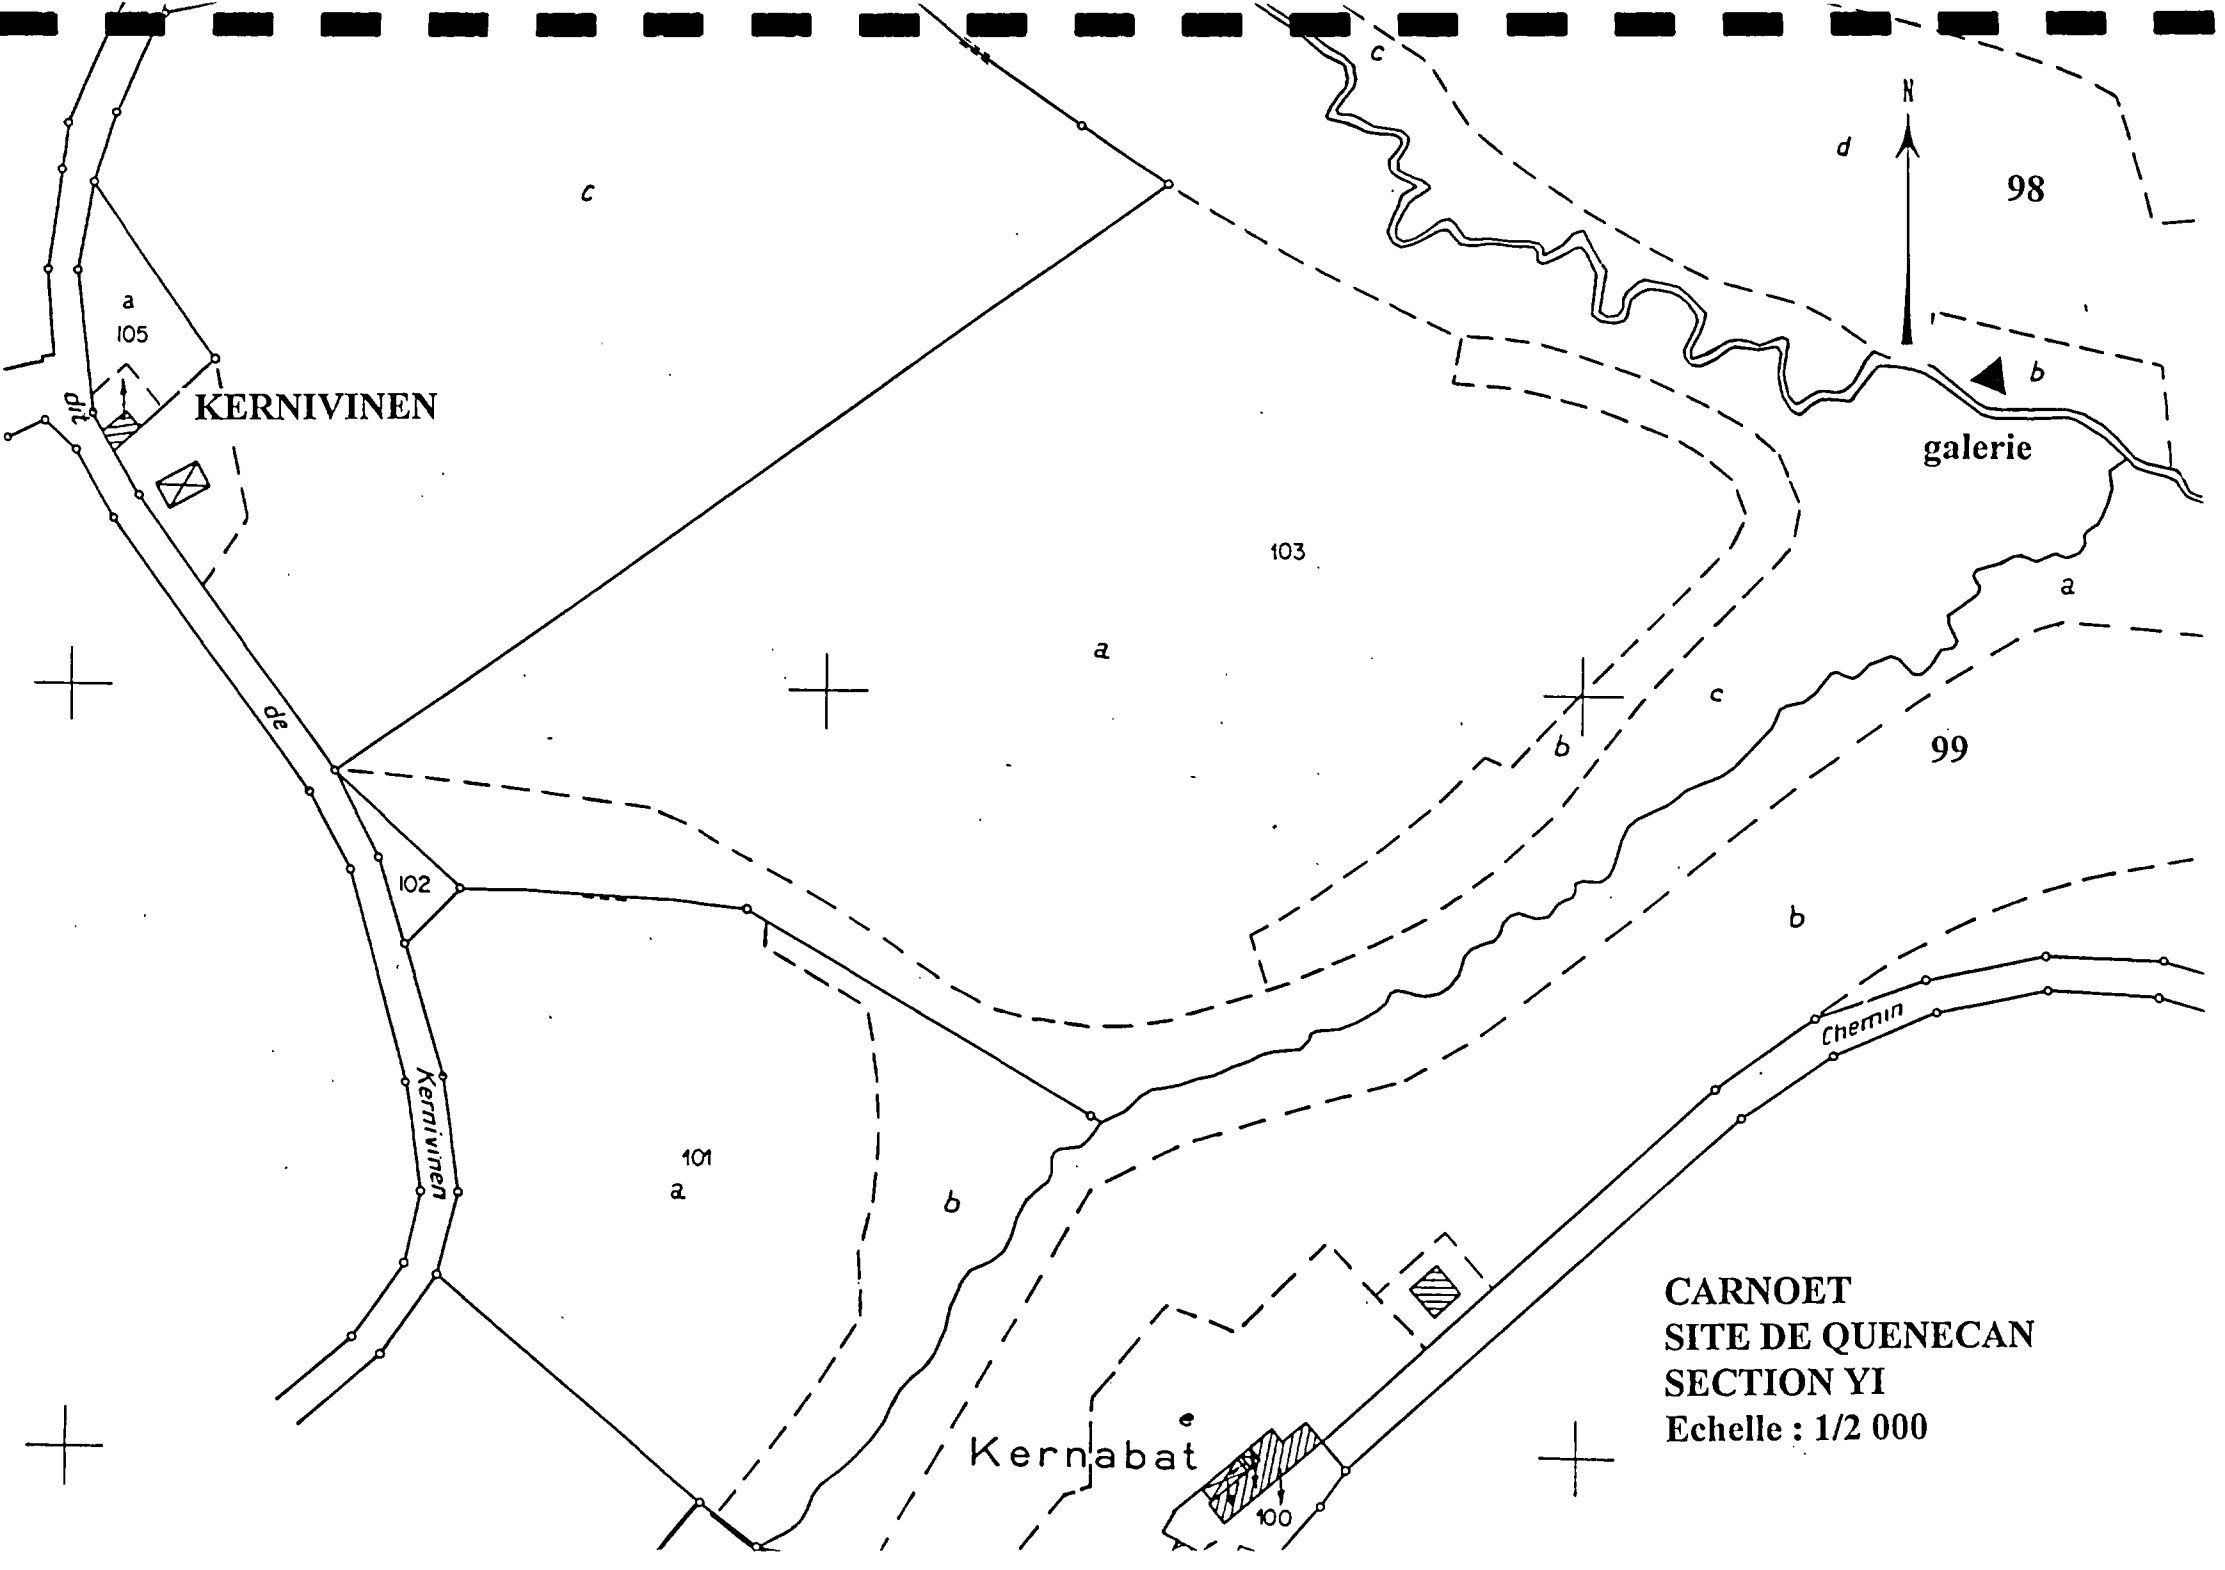 c
N
d
98
c
a
105
b
dit
KERNIVINEN
galerie
103
a
a
c
de
b
99
102
b
Chemin
Kernivinen
101
a
b
CARNOET
SITE DE QUENECAN
SECTION YI
Echelle : 1/2 000
e
Kernabat
100